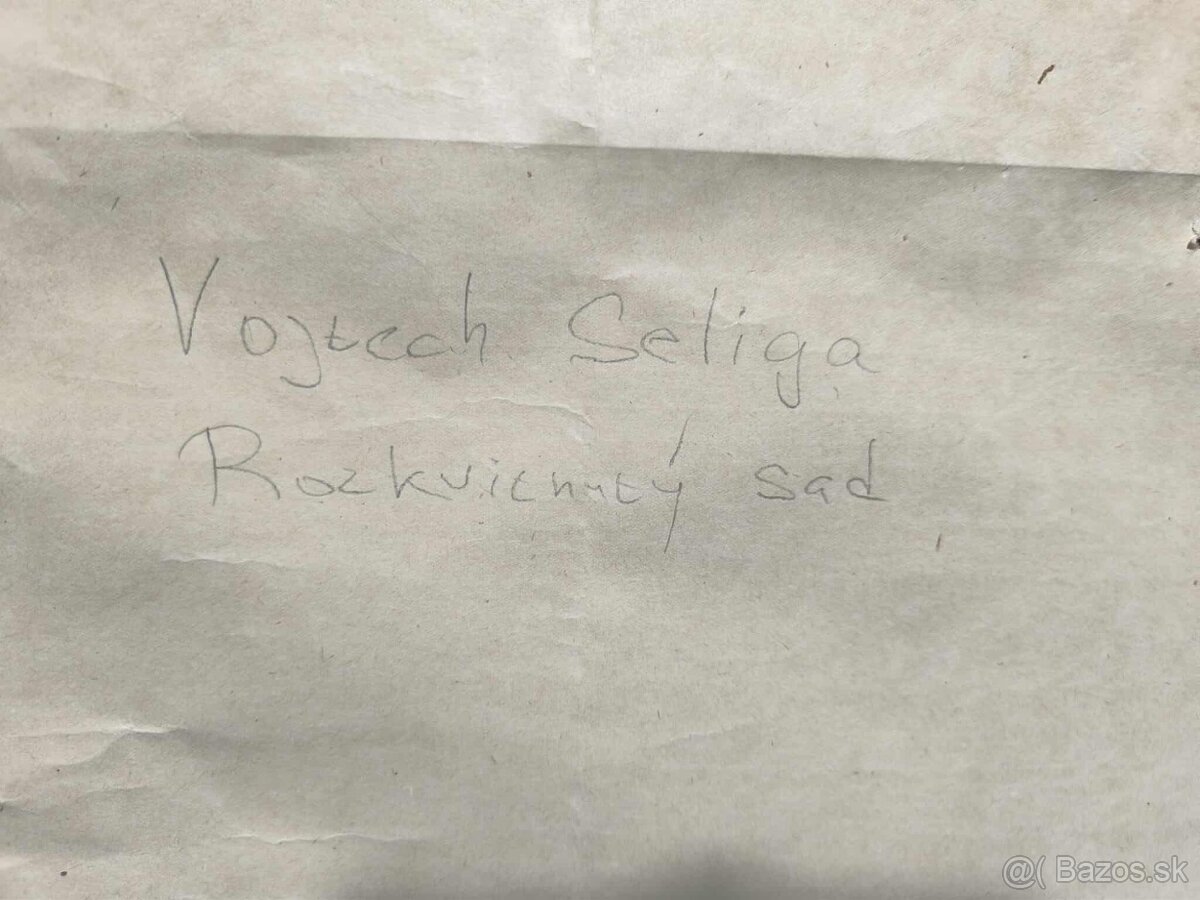 Vojtech Seliga
Rozkvitnutý sad
@( Bazos.sk